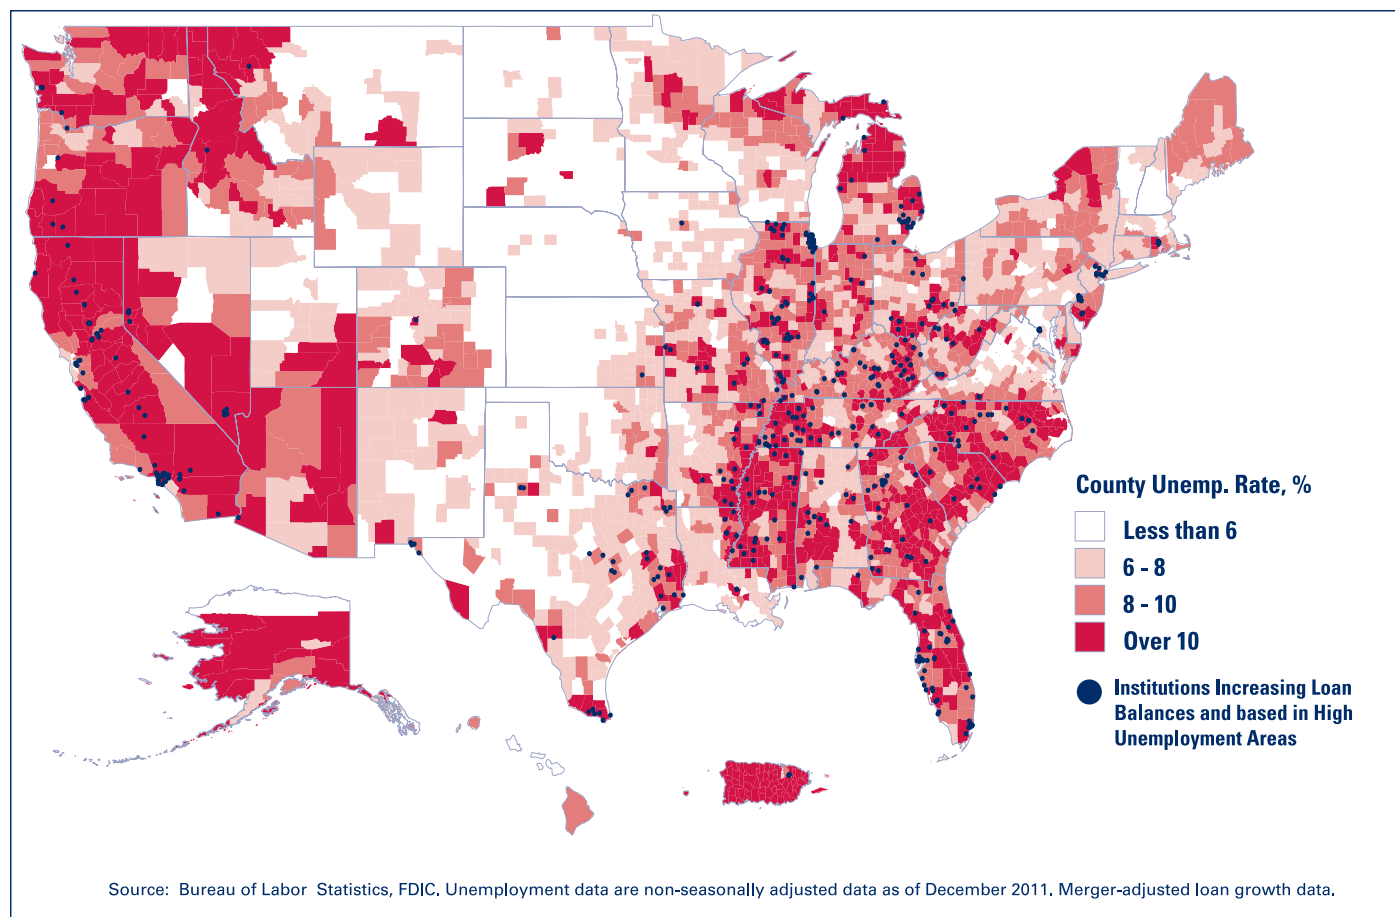 County Unemp. Rate, %
Less than 6
6 - 8
8 - 10
Over 10
Institutions Increasing Loan
Balances and based in High
Unemployment Areas
Source: Bureau of Labor Statistics, FDIC. Unemployment data are non-seasonally adjusted data as of December 2011. Merger-adjusted loan growth data.